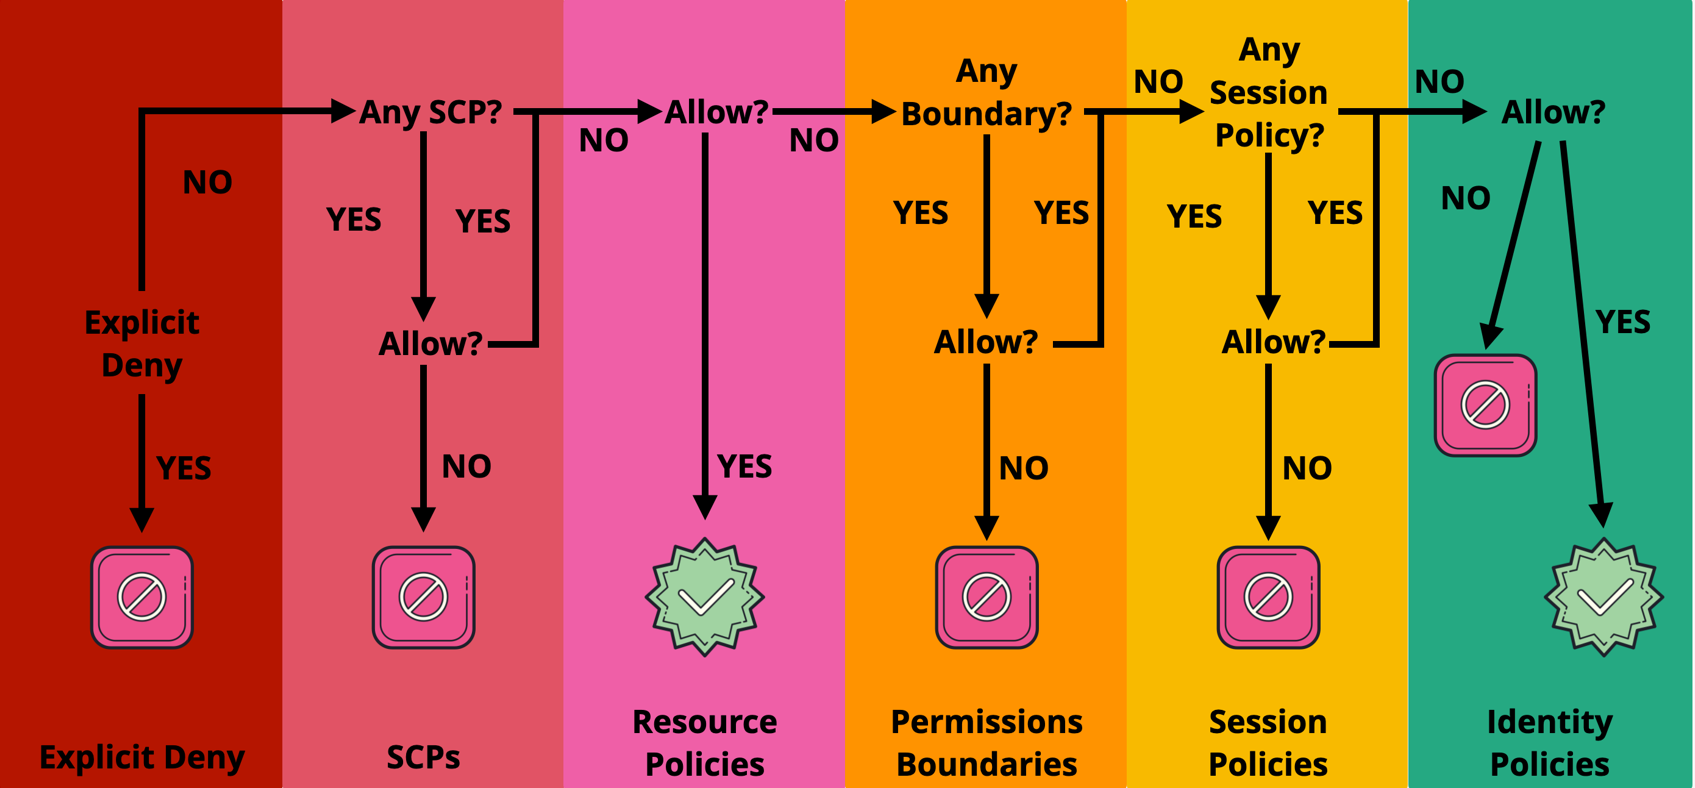 NO
Explicit
Deny
YES
Explicit Deny
Any SCP?
YES
YES
Allow?
NO
SCPs
NO
Allow?
NO
YES
Resource
Policies
Any
Boundary?
YES
YES
Allow?
NO
Permissions
Boundaries
NO
Any
Session
Policy?
YES
YES
Allow?
NO
Session
Policies
NO
Allow?
NO
YES
Identity
Policies